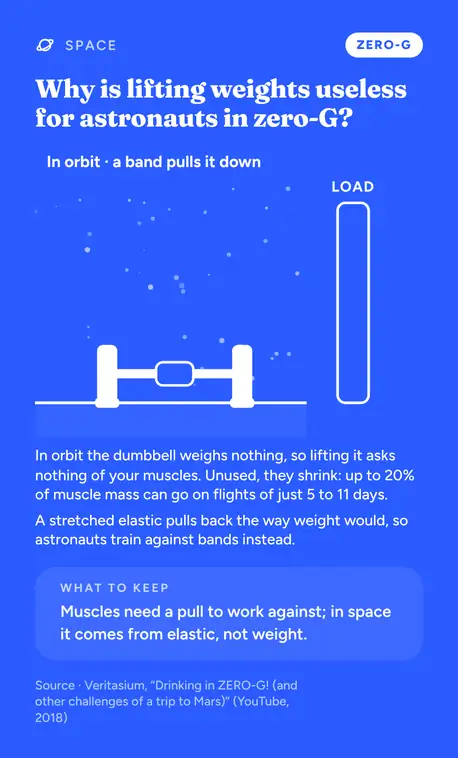 SPACE
ZERO-G
Why is lifting weights useless
for astronauts in zero-G?
In orbit · a band pulls it down
LOAD
In orbit the dumbbell weighs nothing, so lifting it asks
nothing of your muscles. Unused, they shrink: up to 20%
of muscle mass can go on flights of just 5 to 11 days.
A stretched elastic pulls back the way weight would, so
astronauts train against bands instead.
WHAT TO KEEP
Muscles need a pull to work against; in space
it comes from elastic, not weight.
Source · Veritasium, “Drinking in ZERO-G! (and
other challenges of a trip to Mars)” (YouTube,
2018)